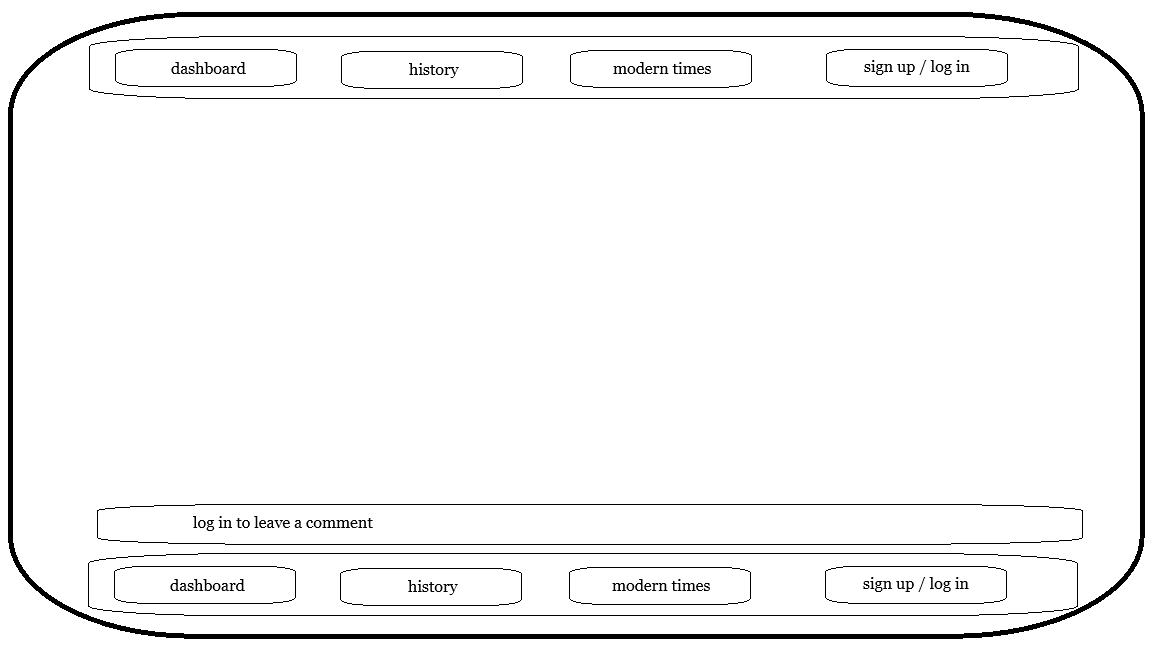 dashboard
history
modern times
sign up / log in
log in to leave a comment
dashboard
history
modern times
sign up / log in